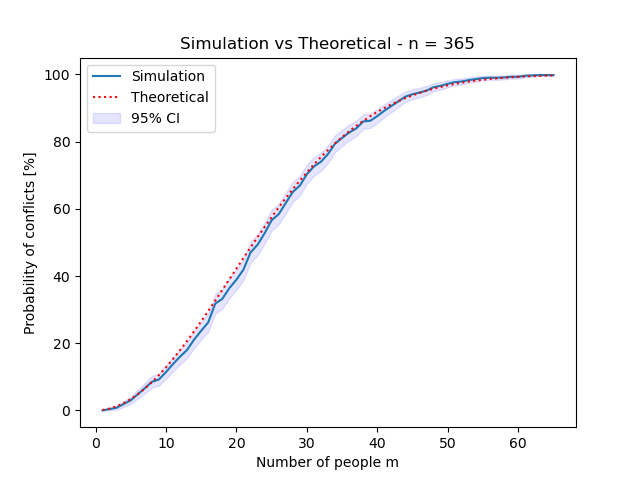 Simulation vs Theoretical - n = 365
Simulation
Theoretical
95% CI
Probability of conflicts [%]
100
80
60
40
20
0
0 10 20 30 40 50 60
Number of people m